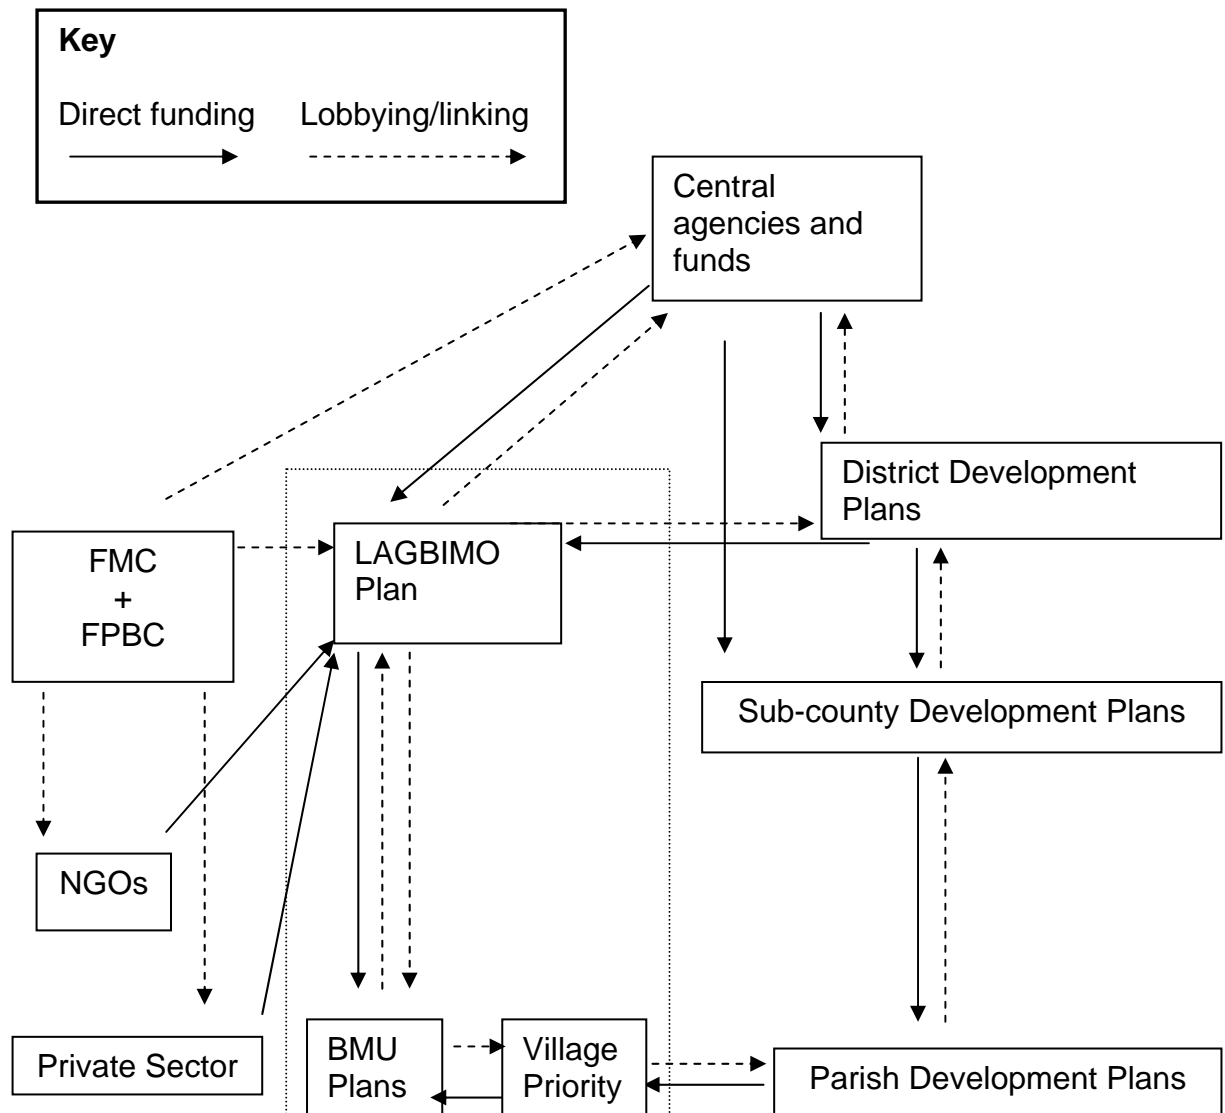 Key
Direct funding
Lobbying/linking
Central
agencies and
funds
District Development
Plans
FMC
+
FPBC
LAGBIMO
Plan
Sub-county Development Plans
NGOs
Private Sector
BMU
Plans
Village
Priority
Parish Development Plans